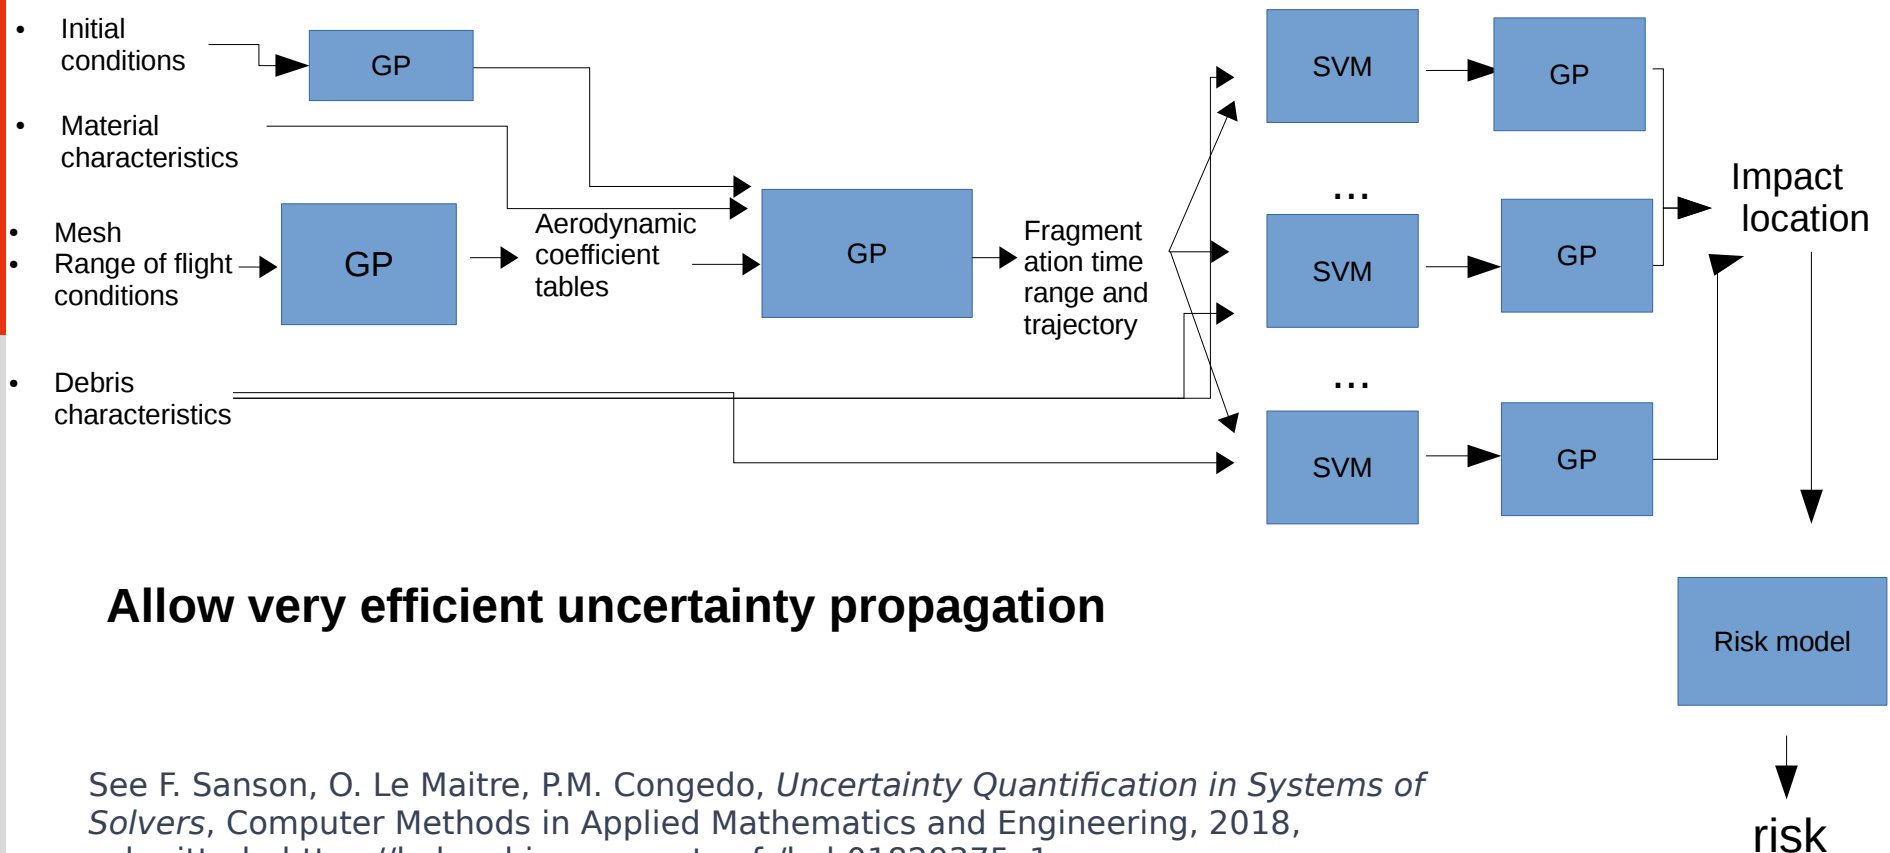 • Initial
conditions
GP
• Material
characteristics
• Mesh
• Range of flight
conditions
GP
Aerodynamic
coefficient
tables
GP
Fragment
ation time
range and
trajectory
• Debris
characteristics
SVM
GP
...
SVM
GP
...
SVM
GP
Impact
location
Allow very efficient uncertainty propagation
Risk model
risk
See F. Sanson, O. Le Maitre, P.M. Congedo, Uncertainty Quantification in Systems of
Solvers, Computer Methods in Applied Mathematics and Engineering, 2018,